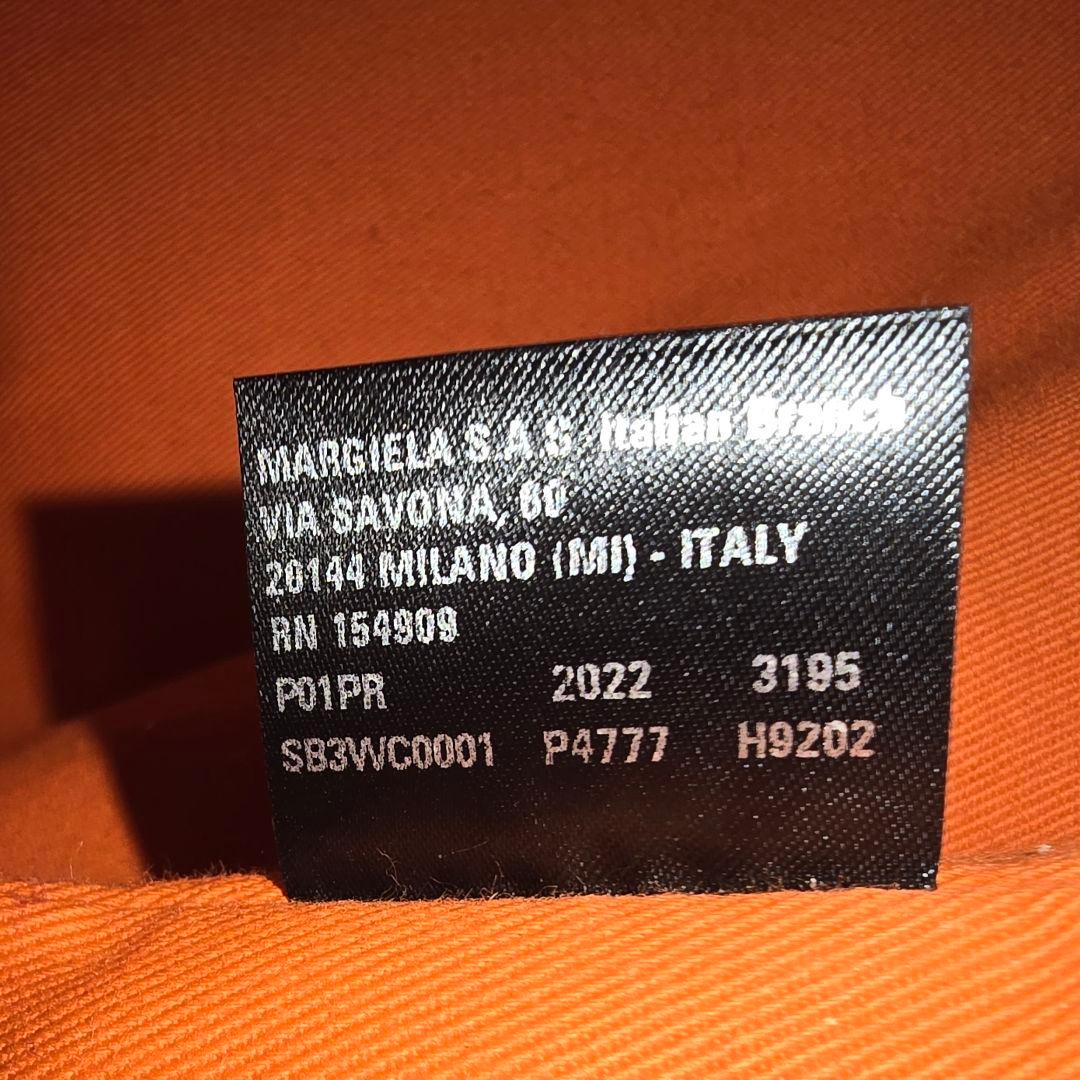 MARGIELA S.A.S. Italian Branch
VIA SAVONA, 60
20144 MILANO (MI) - ITALY
RN 154909
P01PR 2022 3195
SB3WC0001 P4777 H9202